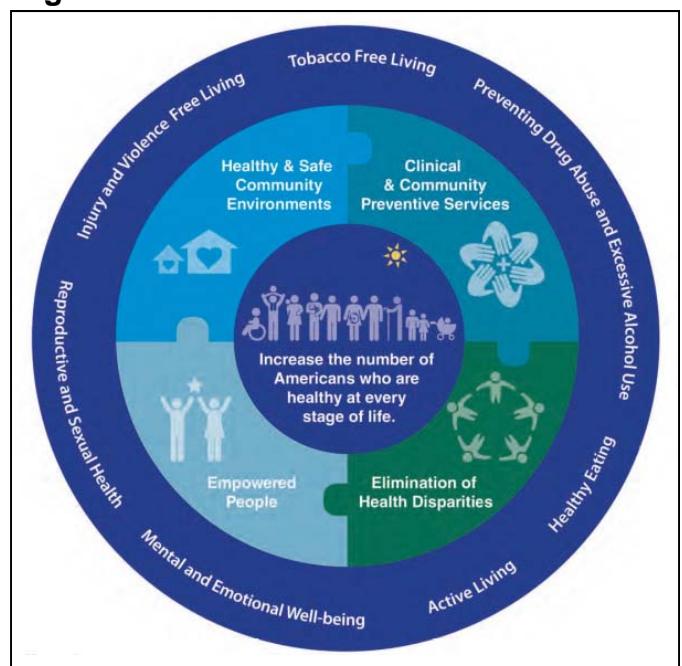 Tobacco Free Living
Preventing Drug Abuse and Excessive Alcohol Use
Healthy Eating
Active Living
Mental and Emotional Well-being
Reproductive and Sexual Health
Injury and Violence Free Living
Healthy & Safe
Community
Environments
Clinical
& Community
Preventive Services
Increase the number of
Americans who are
healthy at every
stage of life.
Empowered
People
Elimination of
Health Disparities